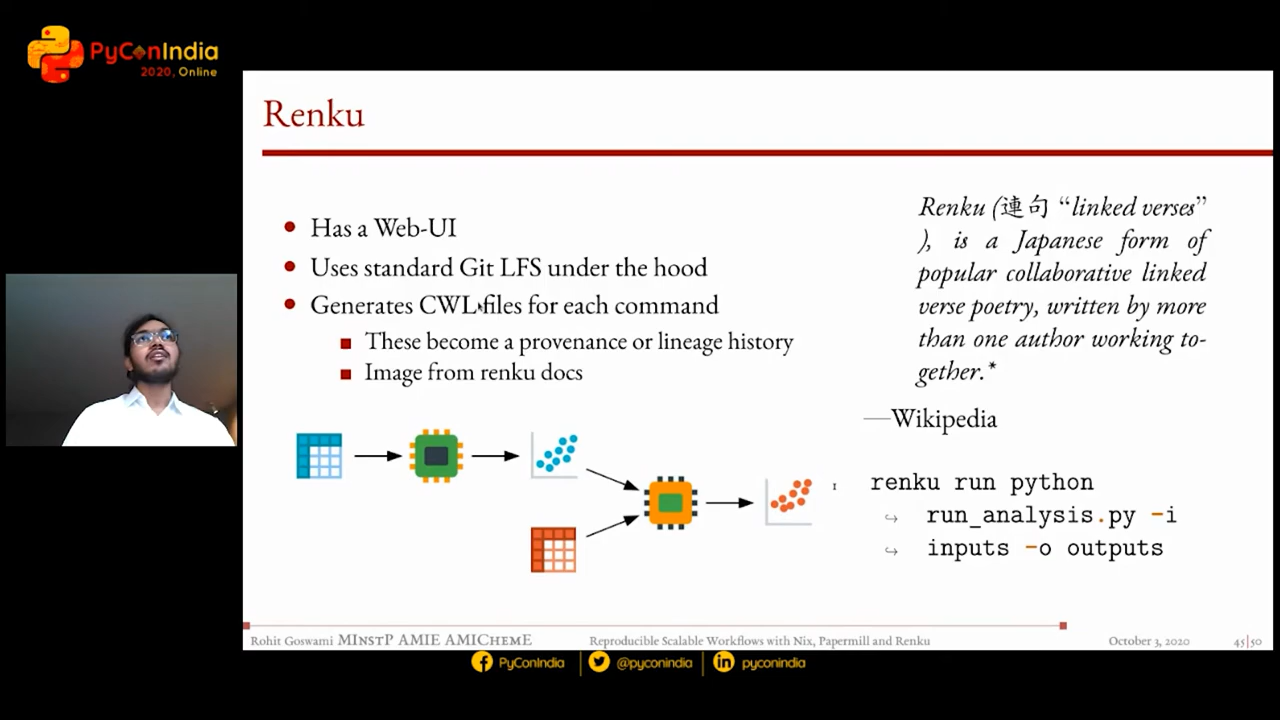 PyConIndia
2020, Online
Renku
Has a Web-UI
Uses standard Git LFS under the hood
Generates CWL files for each command
These become a provenance or lineage history
Image from renku docs
Renku (連句 “linked verses”
), is a Japanese form of
popular collaborative linked
verse poetry, written by more
than one author working to-
gether.*
—Wikipedia
renku run python
↪ run_analysis.py -i
↪ inputs -o outputs
Rohit Goswami MInstP AMIE AMIChemE
Reproducible Scalable Workflows with Nix, Papermill and Renku
October 3, 2020
45|50
PyConIndia
@pyconindia
pyconindia